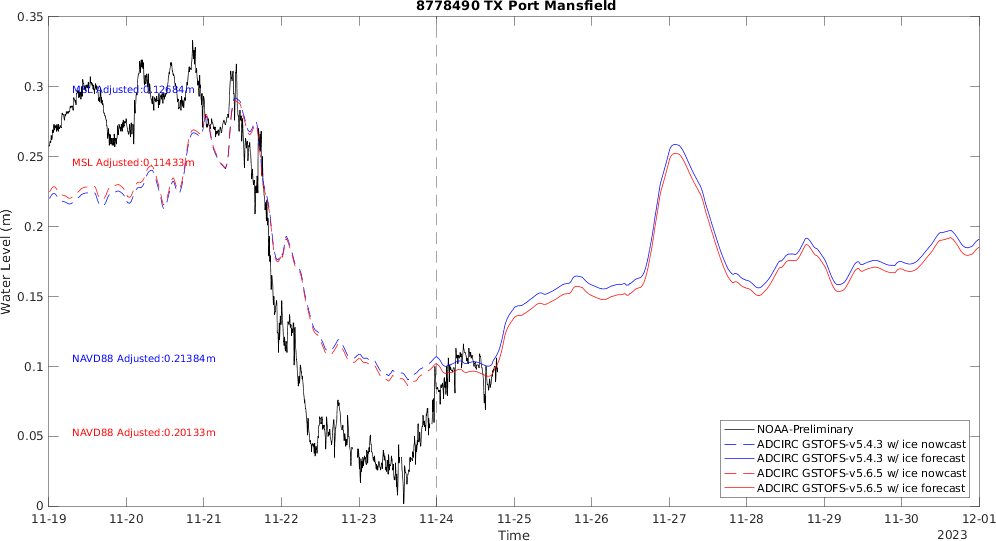 8778490 TX Port Mansfield
0.35
0.3
0.25
0.2
0.15
0.1
0.05
0
Water Level (m)
MSL Adjusted:0.12684m
MSL Adjusted:0.11433m
NAVD88 Adjusted:0.21384m
NAVD88 Adjusted:0.20133m
NOAA-Preliminary
ADCIRC GSTOFS-v5.4.3 w/ ice nowcast
ADCIRC GSTOFS-v5.4.3 w/ ice forecast
ADCIRC GSTOFS-v5.6.5 w/ ice nowcast
ADCIRC GSTOFS-v5.6.5 w/ ice forecast
11-19 11-20 11-21 11-22 11-23 11-24 11-25 11-26 11-27 11-28 11-29 11-30 12-01
Time
2023